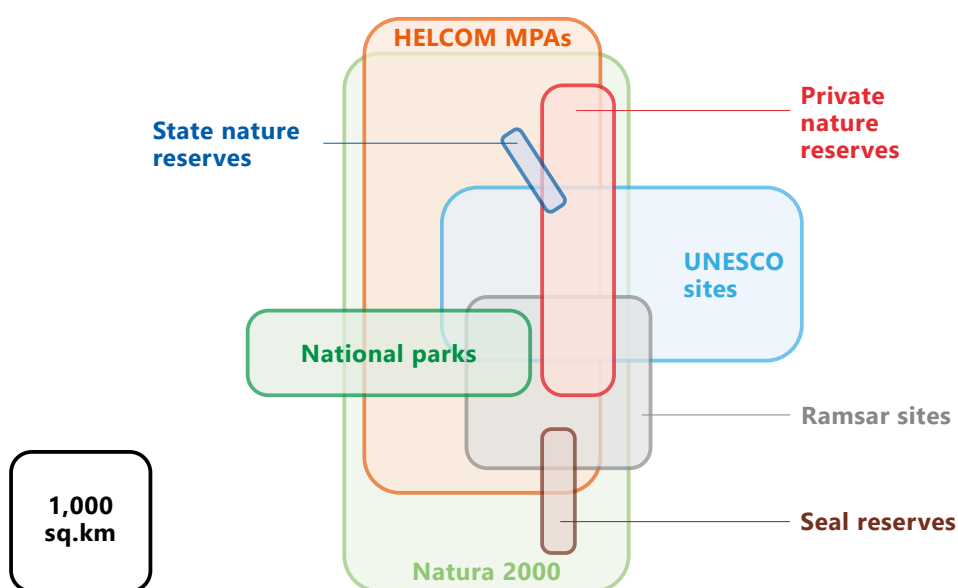 HELCOM MPAs
Private
nature
reserves
State nature
reserves
UNESCO
sites
National parks
Ramsar sites
1,000
sq.km
Seal reserves
Natura 2000